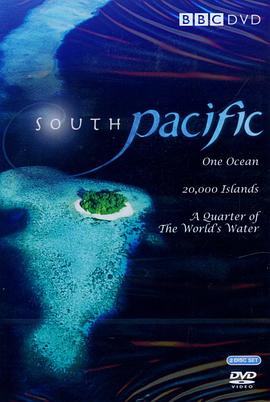 BBC DVD
SOUTH pacific
One Ocean
20,000 Islands
A Quarter of
The World's Water
2 DISC SET
DVD
VIDEO